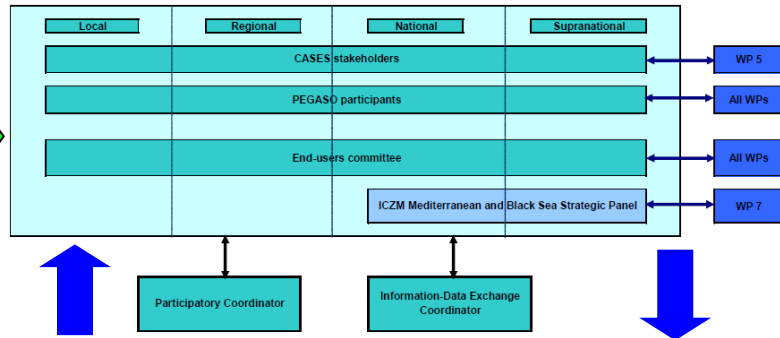 Local Regional National Supranational
CASES stakeholders WP 5
PEGASO participants All WPs
End-users committee All WPs
ICZM Mediterranean and Black Sea Strategic Panel WP 7
Participatory Coordinator
Information-Data Exchange
Coordinator